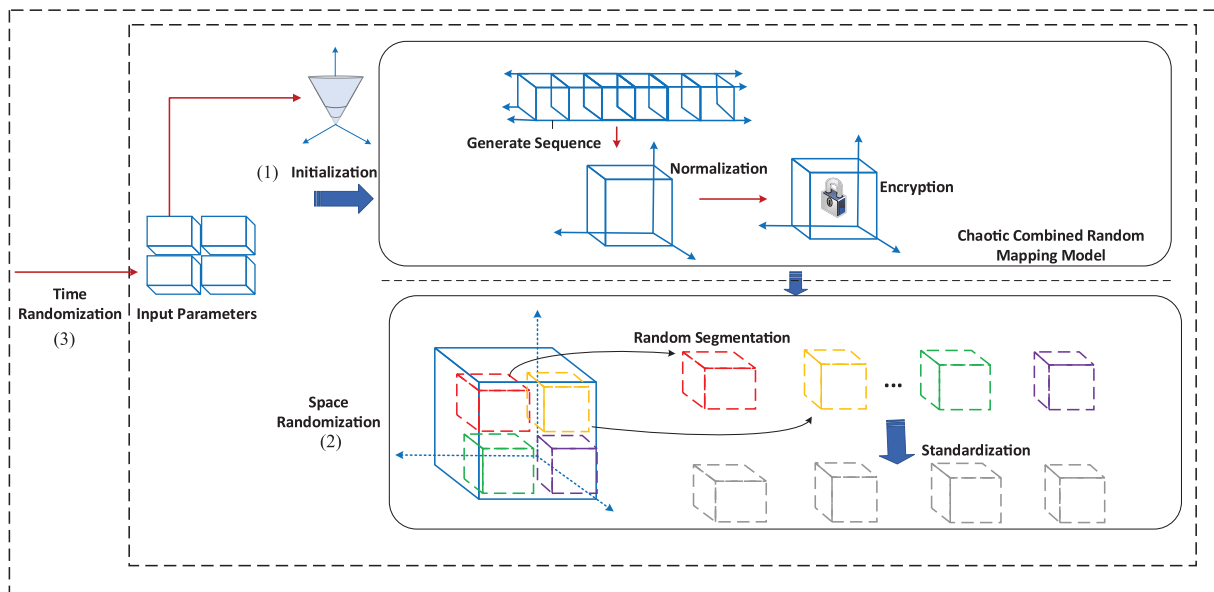 Generate Sequence
(1)
Initialization
Normalization
Encryption
Chaotic Combined Random
Mapping Model
Time
Randomization
(3)
Input Parameters
Random Segmentation
...
Space
Randomization
(2)
Standardization